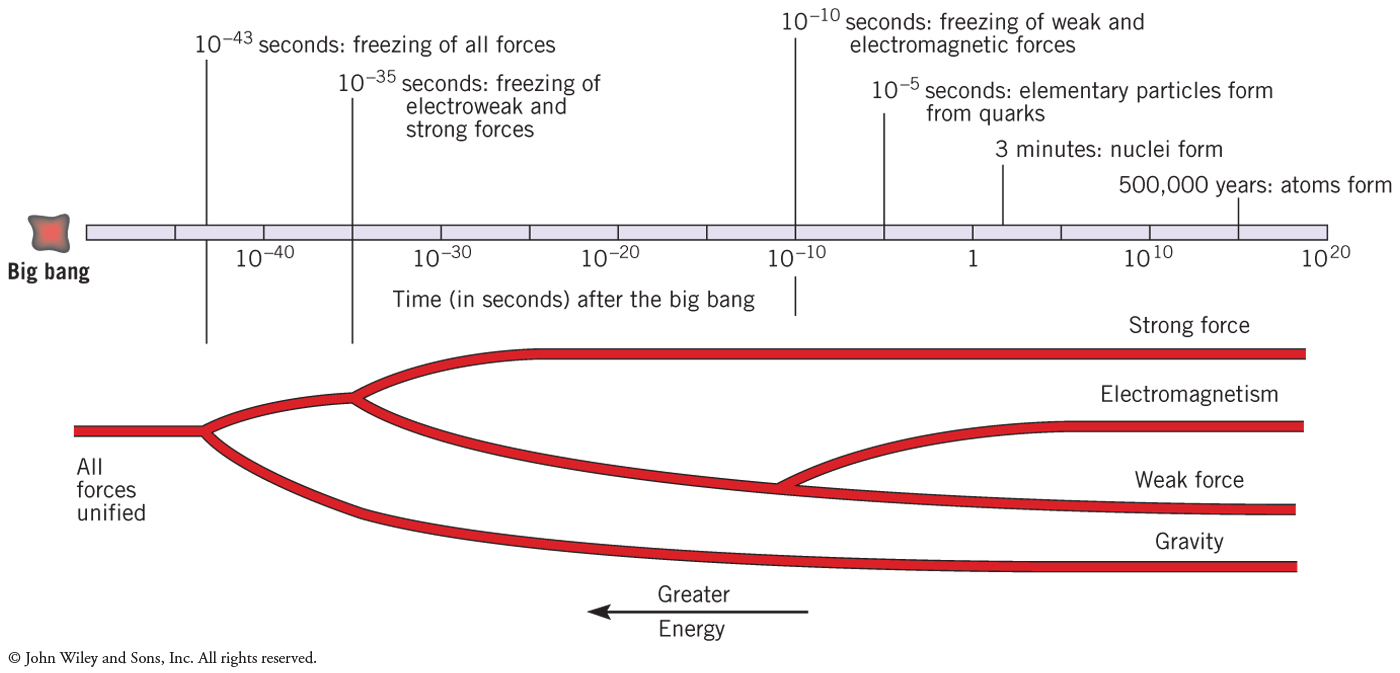 10⁻⁴³ seconds: freezing of all forces
10⁻³⁵ seconds: freezing of
electroweak and
strong forces
10⁻¹⁰ seconds: freezing of weak and
electromagnetic forces
10⁻⁵ seconds: elementary particles form
from quarks
3 minutes: nuclei form
500,000 years: atoms form
Big bang
10⁻⁴⁰ 10⁻³⁰ 10⁻²⁰ 10⁻¹⁰ 1 10¹⁰ 10²⁰
Time (in seconds) after the big bang
Strong force
Electromagnetism
Weak force
Gravity
All
forces
unified
Greater
Energy
© John Wiley and Sons, Inc. All rights reserved.